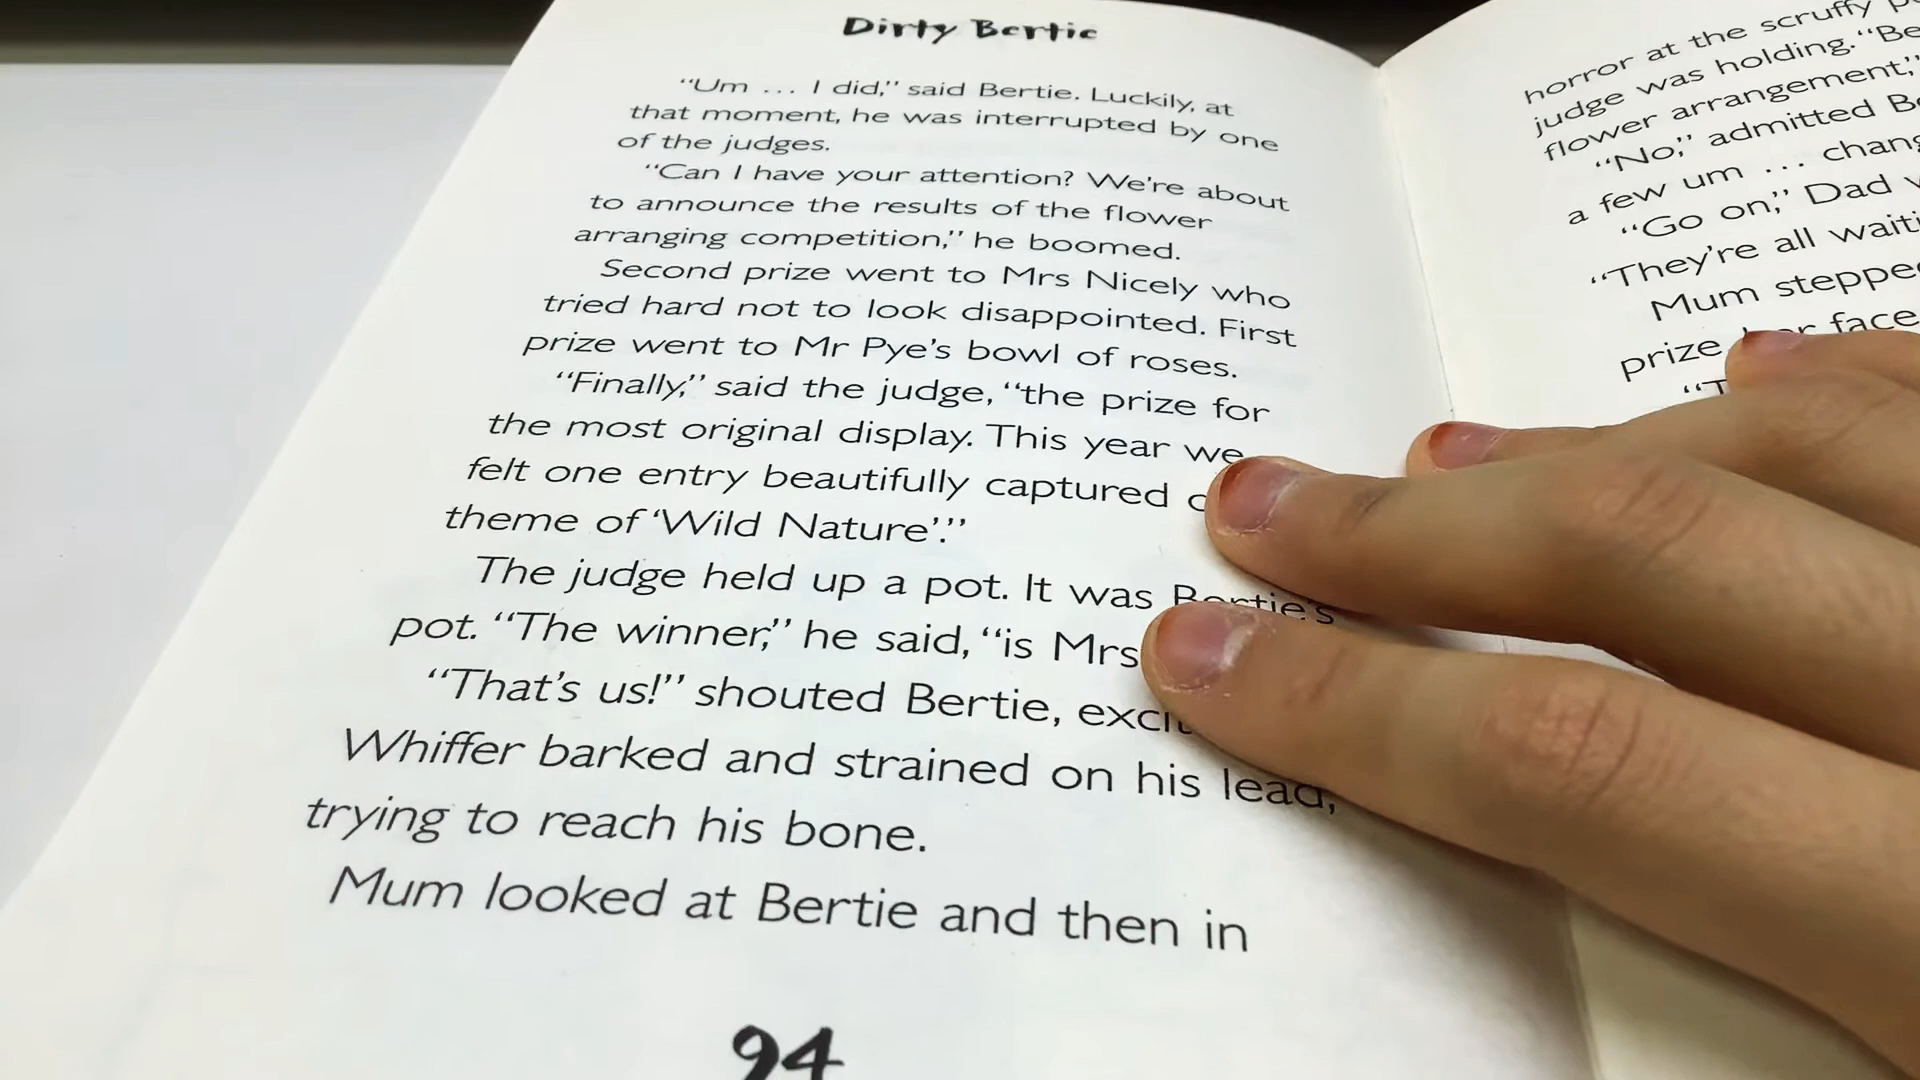 Dirty Bertie
“Um ... I did,” said Bertie. Luckily, at
that moment, he was interrupted by one
of the judges.
“Can I have your attention? We’re about
to announce the results of the flower
arranging competition,” he boomed.
Second prize went to Mrs Nicely who
tried hard not to look disappointed. First
prize went to Mr Pye’s bowl of roses.
“Finally,” said the judge, “the prize for
the most original display. This year we
felt one entry beautifully captured
theme of ‘Wild Nature’.”
The judge held up a pot. It was Bertie’s
pot. “The winner,” he said, “is Mrs
“That’s us!” shouted Bertie,
Whiffer barked and strained on his lead,
trying to reach his bone.
Mum looked at Bertie and then in
94
horror at the scruffy
judge was holding.
flower arrangement,”
“No,” admitted
a few um ...
“Go on,” Dad
“They’re all
Mum
prize face